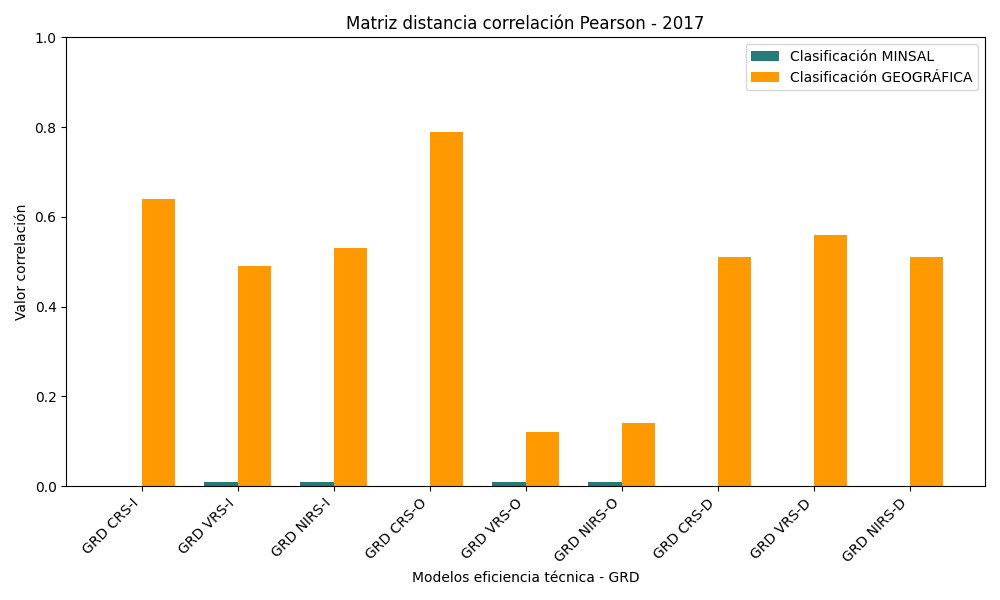 Matriz distancia correlación Pearson - 2017
Clasificación MINSAL
Clasificación GEOGRÁFICA
Valor correlación
1.0
0.8
0.6
0.4
0.2
0.0
GRD CRS-I
GRD VRS-I
GRD NIRS-I
GRD CRS-O
GRD VRS-O
GRD NIRS-O
GRD CRS-D
GRD VRS-D
GRD NIRS-D
Modelos eficiencia técnica - GRD